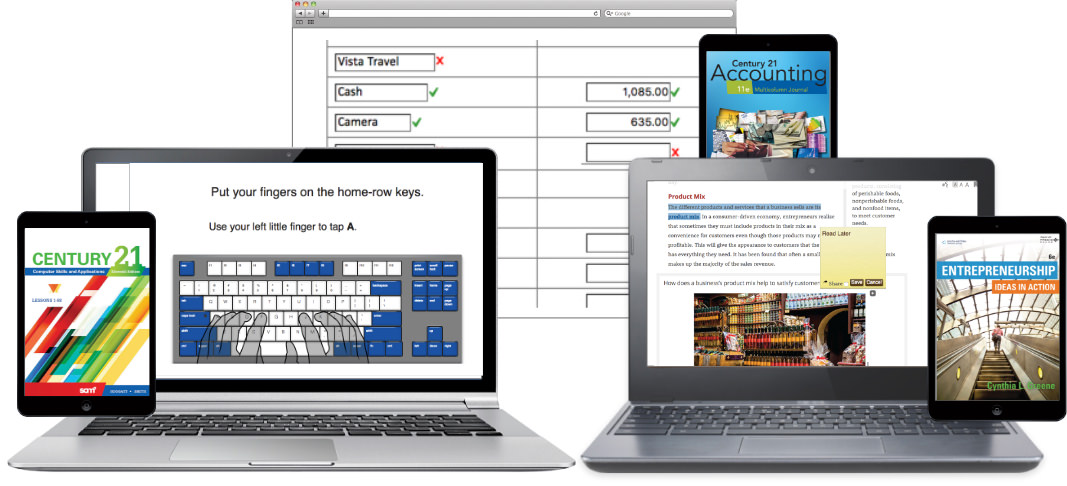 Google
Vista Travel
x
Cash
1,085.00
Camera
635.00
x
Century 21
Accounting
11e Multicolumn Journal
Put your fingers on the home-row keys.
Use your left little finger to tap A.
CENTURY 21
Computer Skills and Applications
LESSONS 1-88
Product Mix
The different products and services that a business sells are its
product mix. In a consumer-driven economy, entrepreneurs realize
that sometimes they must include products in their mix as a
convenience for customers even though those products may
profitable. This will give the appearance to customers that the
has everything they need. It has been found that often a small
mix
makes up the majority of the sales revenue.
of perishable foods,
nonperishable foods,
and nonfood items,
to meet customer
needs.
Read Later
Share
Save
Cancel
How does a business's product mix help to satisfy customer
6e
ENTREPRENEURSHIP
IDEAS IN ACTION
Cynthia L. Greene